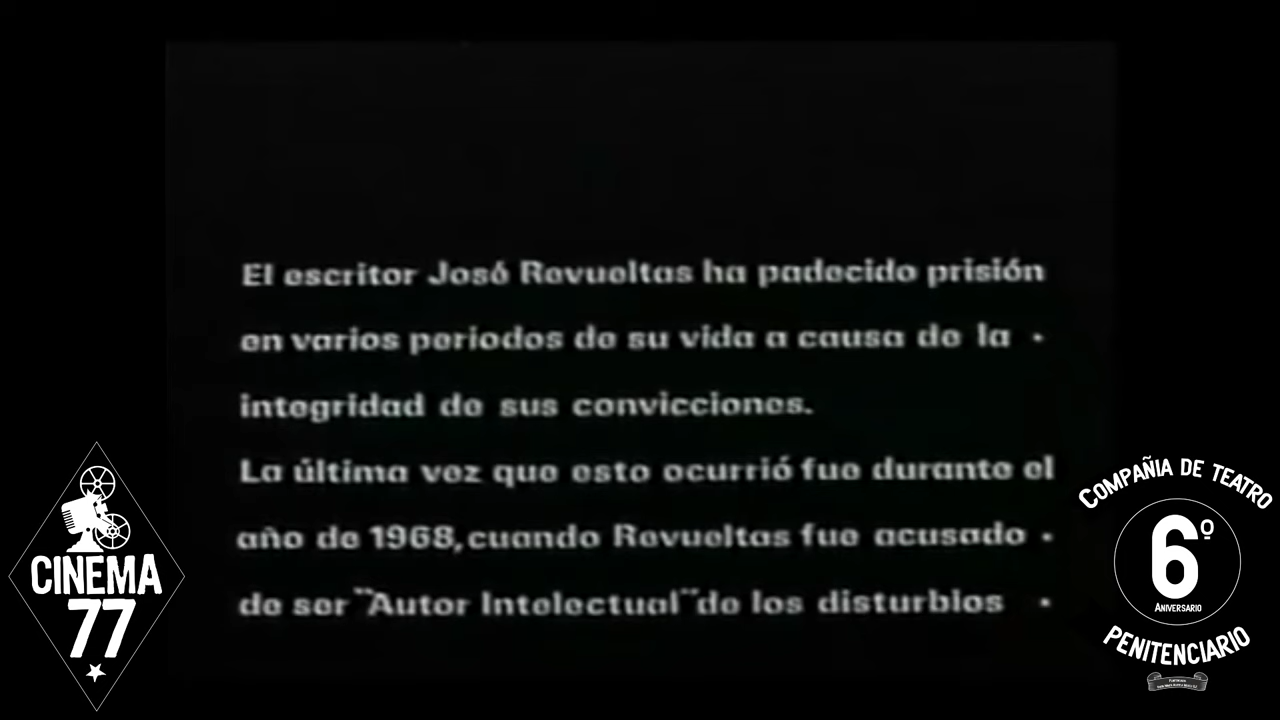 El escritor José Revueltas ha padecido prisión
en varios periodos de su vida a causa de la
integridad de sus convicciones.
La última vez que esto ocurrió fue durante el
año de 1968, cuando Revueltas fue acusado
de ser "Autor Intelectual" de los disturbios
CINEMA
77
COMPAÑIA DE TEATRO
6º
ANIVERSARIO
PENITENCIARIO